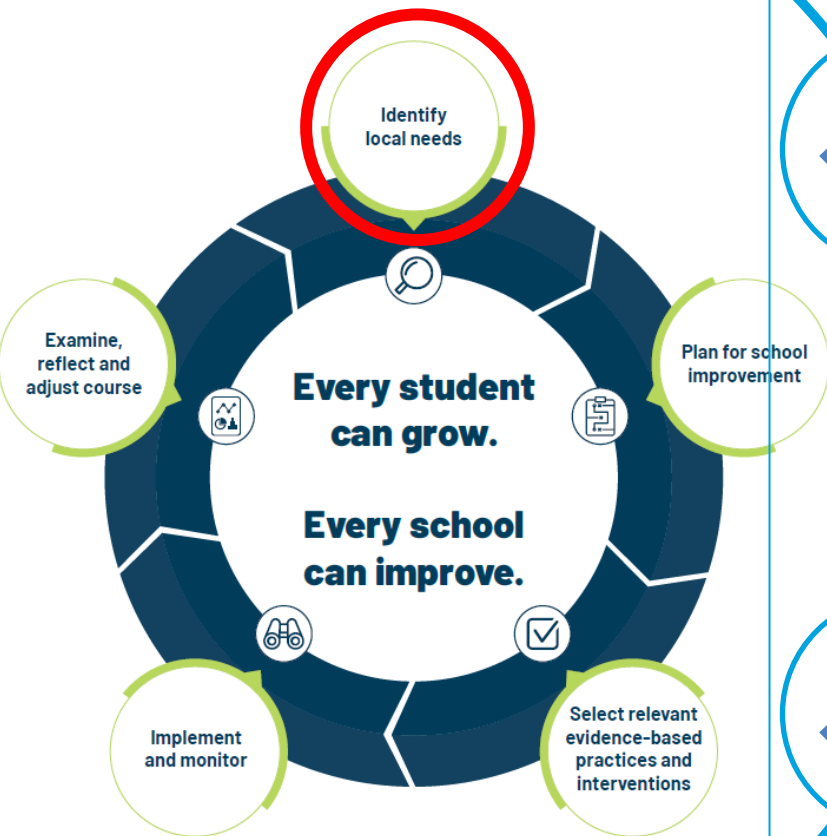 Identify
local needs
Examine,
reflect and
adjust course
Every student
can grow.
Every school
can improve.
Plan for school
improvement
Implement
and monitor
Select relevant
evidence-based
practices and
interventions